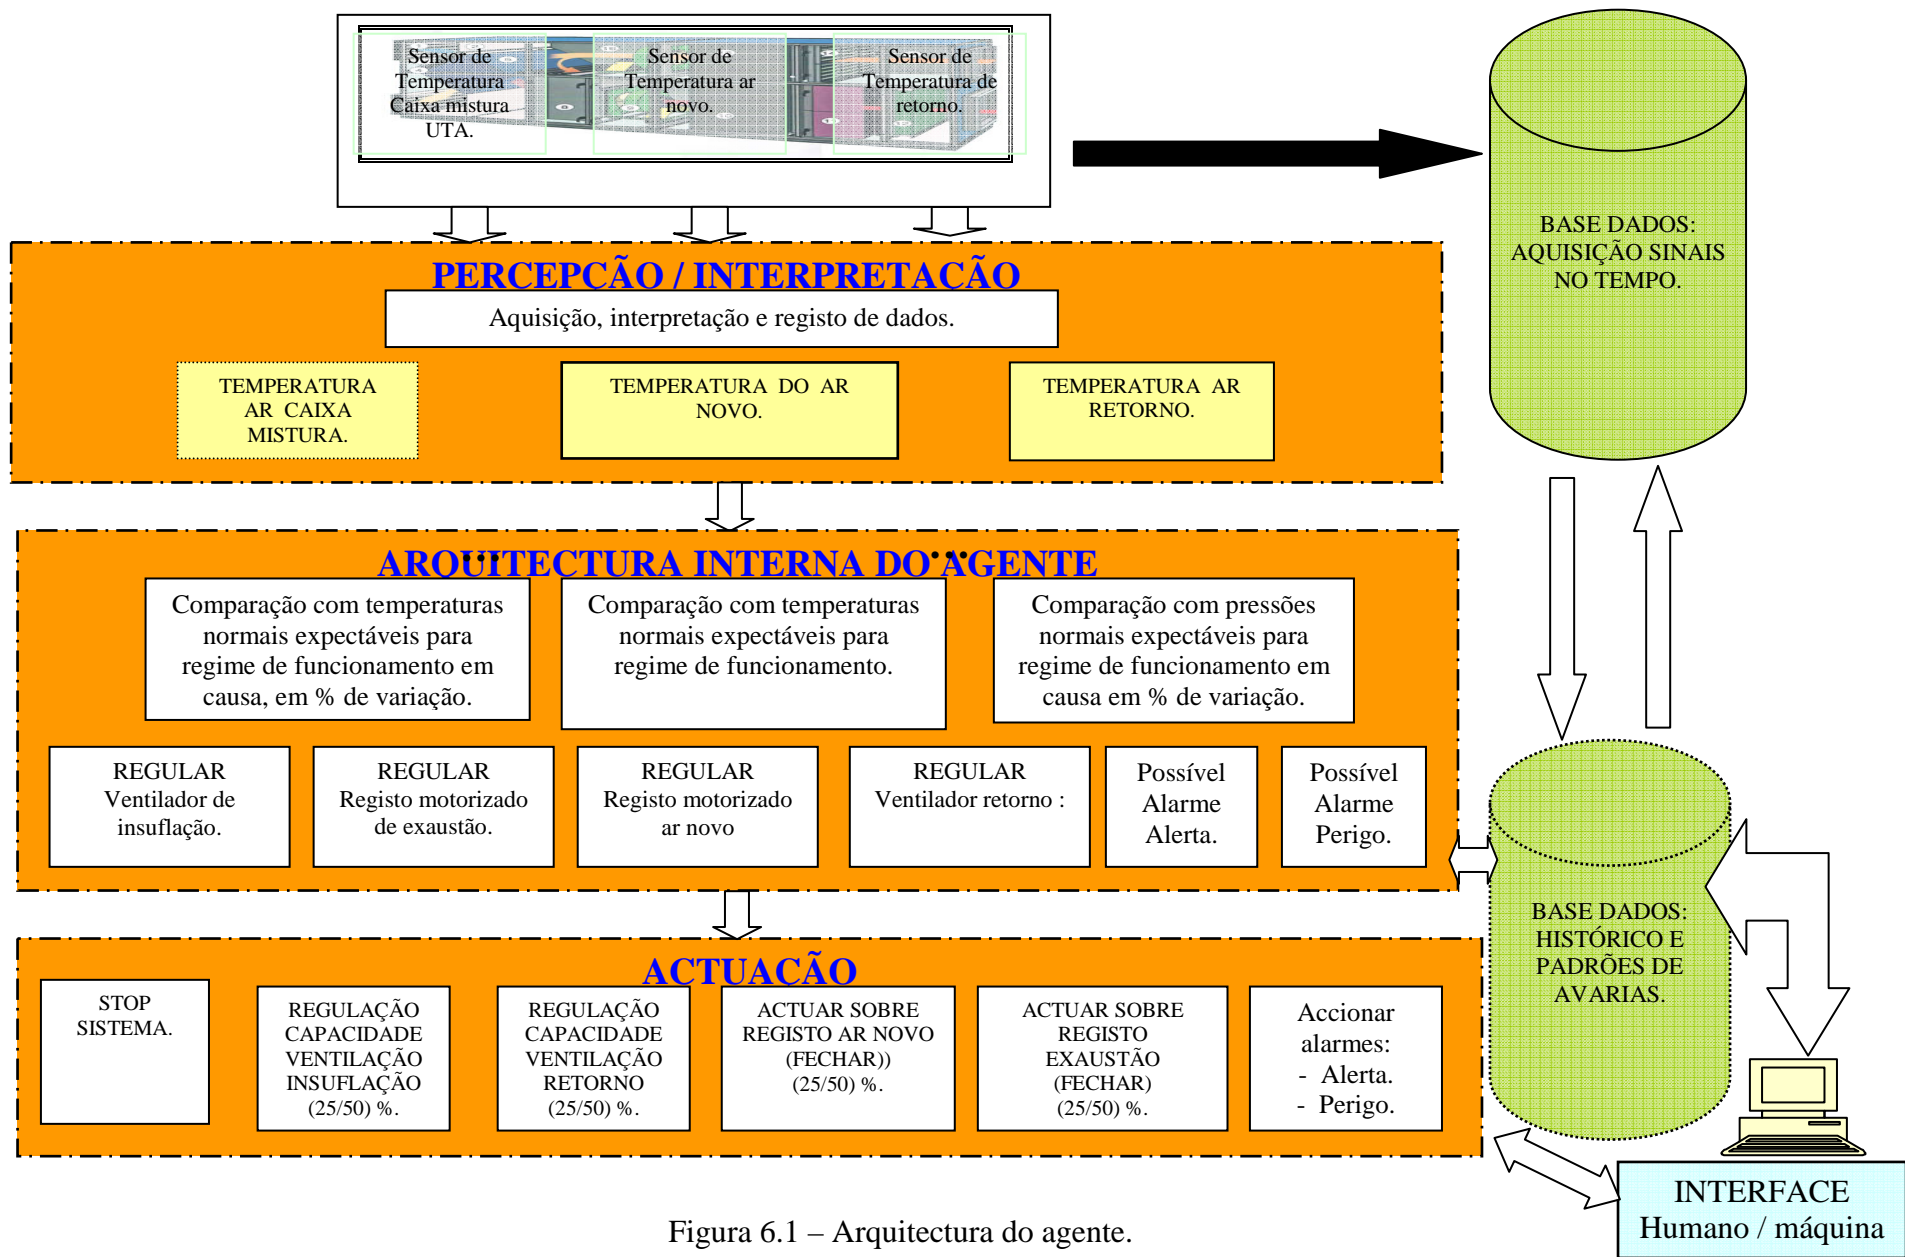 Sensor de
Temperatura
Caixa mistura
UTA.
Sensor de
Temperatura ar
novo.
Sensor de
Temperatura de
retorno.
BASE DADOS:
AQUISIÇÃO SINAIS
NO TEMPO.
PERCEPÇÃO / INTERPRETAÇÃO
Aquisição, interpretação e registo de dados.
TEMPERATURA
AR CAIXA
MISTURA.
TEMPERATURA DO AR
NOVO.
TEMPERATURA AR
RETORNO.
ARQUITECTURA INTERNA DO AGENTE
...
...
Comparação com temperaturas
normais expectáveis para
regime de funcionamento em
causa, em % de variação.
Comparação com temperaturas
normais expectáveis para
regime de funcionamento.
Comparação com pressões
normais expectáveis para
regime de funcionamento em
causa em % de variação.
REGULAR
Ventilador de
insuflação.
REGULAR
Registo motorizado
de exaustão.
REGULAR
Registo motorizado
ar novo
REGULAR
Ventilador retorno :
Possível
Alarme
Alerta.
Possível
Alarme
Perigo.
BASE DADOS:
HISTÓRICO E
PADRÕES DE
AVARIAS.
ACTUAÇÃO
STOP
SISTEMA.
REGULAÇÃO
CAPACIDADE
VENTILAÇÃO
INSUFLAÇÃO
(25/50) %.
REGULAÇÃO
CAPACIDADE
VENTILAÇÃO
RETORNO
(25/50) %.
ACTUAR SOBRE
REGISTO AR NOVO
(FECHAR))
(25/50) %.
ACTUAR SOBRE
REGISTO
EXAUSTÃO
(FECHAR)
(25/50) %.
Accionar
alarmes:
- Alerta.
- Perigo.
INTERFACE
Humano / máquina
Figura 6.1 – Arquitectura do agente.